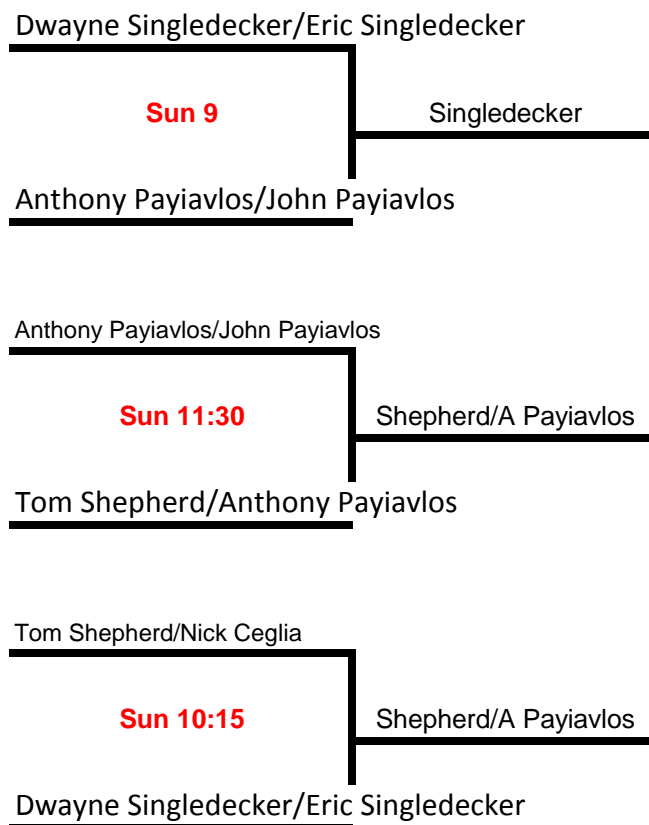 Dwayne Singledecker/Eric Singledecker
Sun 9
Singledecker
Anthony Payiavlos/John Payiavlos
Anthony Payiavlos/John Payiavlos
Sun 11:30
Shepherd/A Payiavlos
Tom Shepherd/Anthony Payiavlos
Tom Shepherd/Nick Ceglia
Sun 10:15
Shepherd/A Payiavlos
Dwayne Singledecker/Eric Singledecker